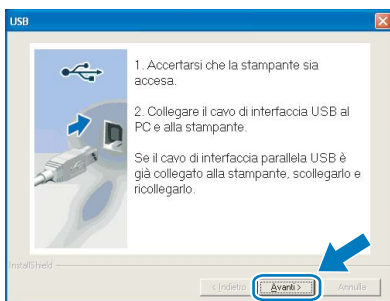 USB
1. Accertarsi che la stampante sia
accesa.
2. Collegare il cavo di interfaccia USB al
PC e alla stampante.
Se il cavo di interfaccia parallela USB è
già collegato alla stampante, scollegarlo e
ricollegarlo.
InstallShield
< Indietro Avanti > Annulla